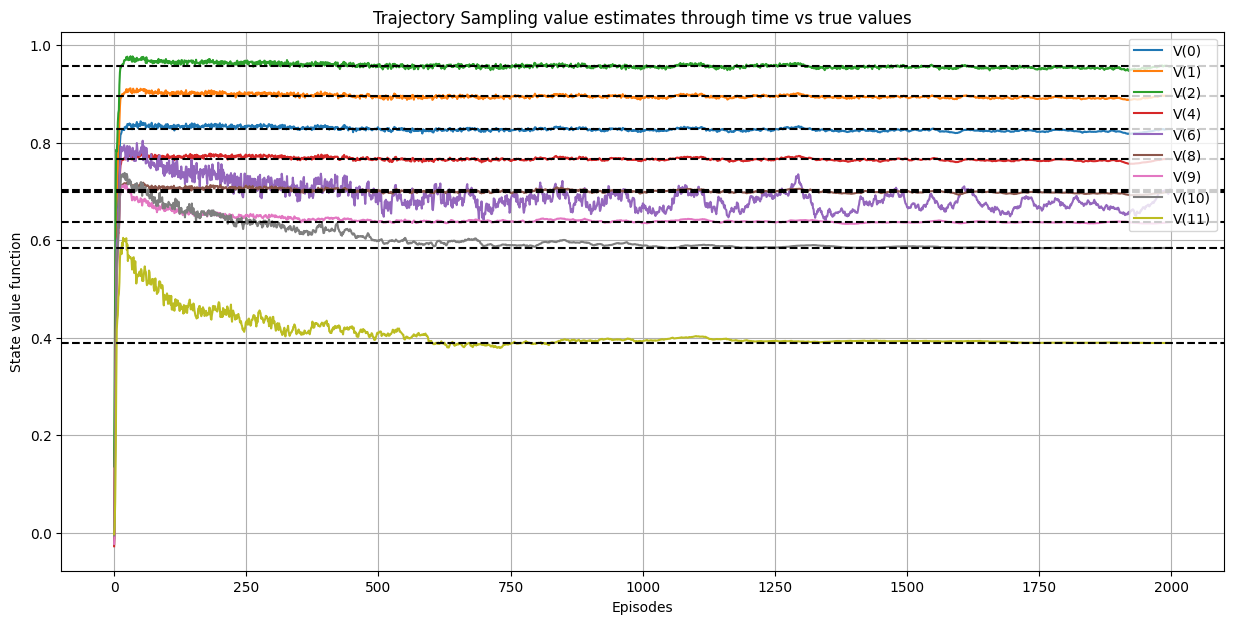 Trajectory Sampling value estimates through time vs true values
State value function
1.0
0.8
0.6
0.4
0.2
0.0
V(0)
V(1)
V(2)
V(4)
V(6)
V(8)
V(9)
V(10)
V(11)
0 250 500 750 1000 1250 1500 1750 2000
Episodes